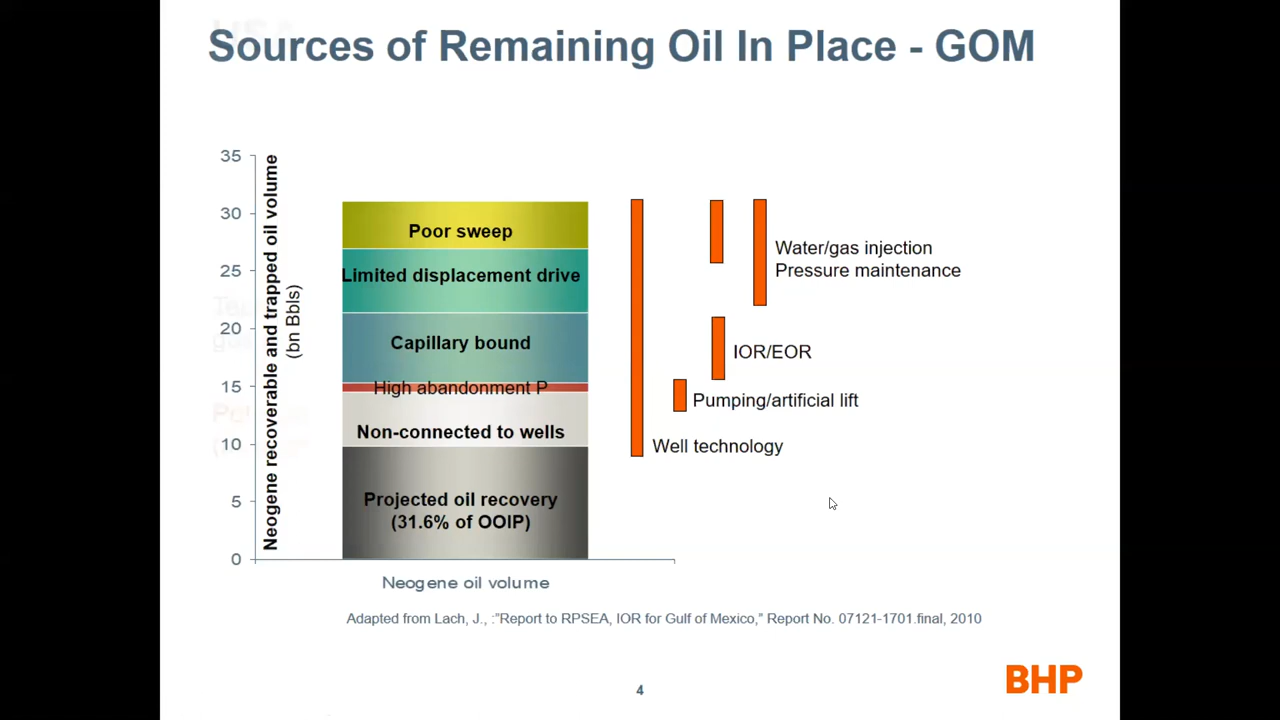 Sources of Remaining Oil In Place - GOM
35
30
25
20
15
10
5
0
Neogene recoverable and trapped oil volume
(bn Bbls)
Poor sweep
Limited displacement drive
Capillary bound
High abandonment P
Non-connected to wells
Projected oil recovery
(31.6% of OOIP)
Neogene oil volume
Water/gas injection
Pressure maintenance
IOR/EOR
Pumping/artificial lift
Well technology
Adapted from Lach, J., :"Report to RPSEA, IOR for Gulf of Mexico,” Report No. 07121-1701.final, 2010
4
BHP